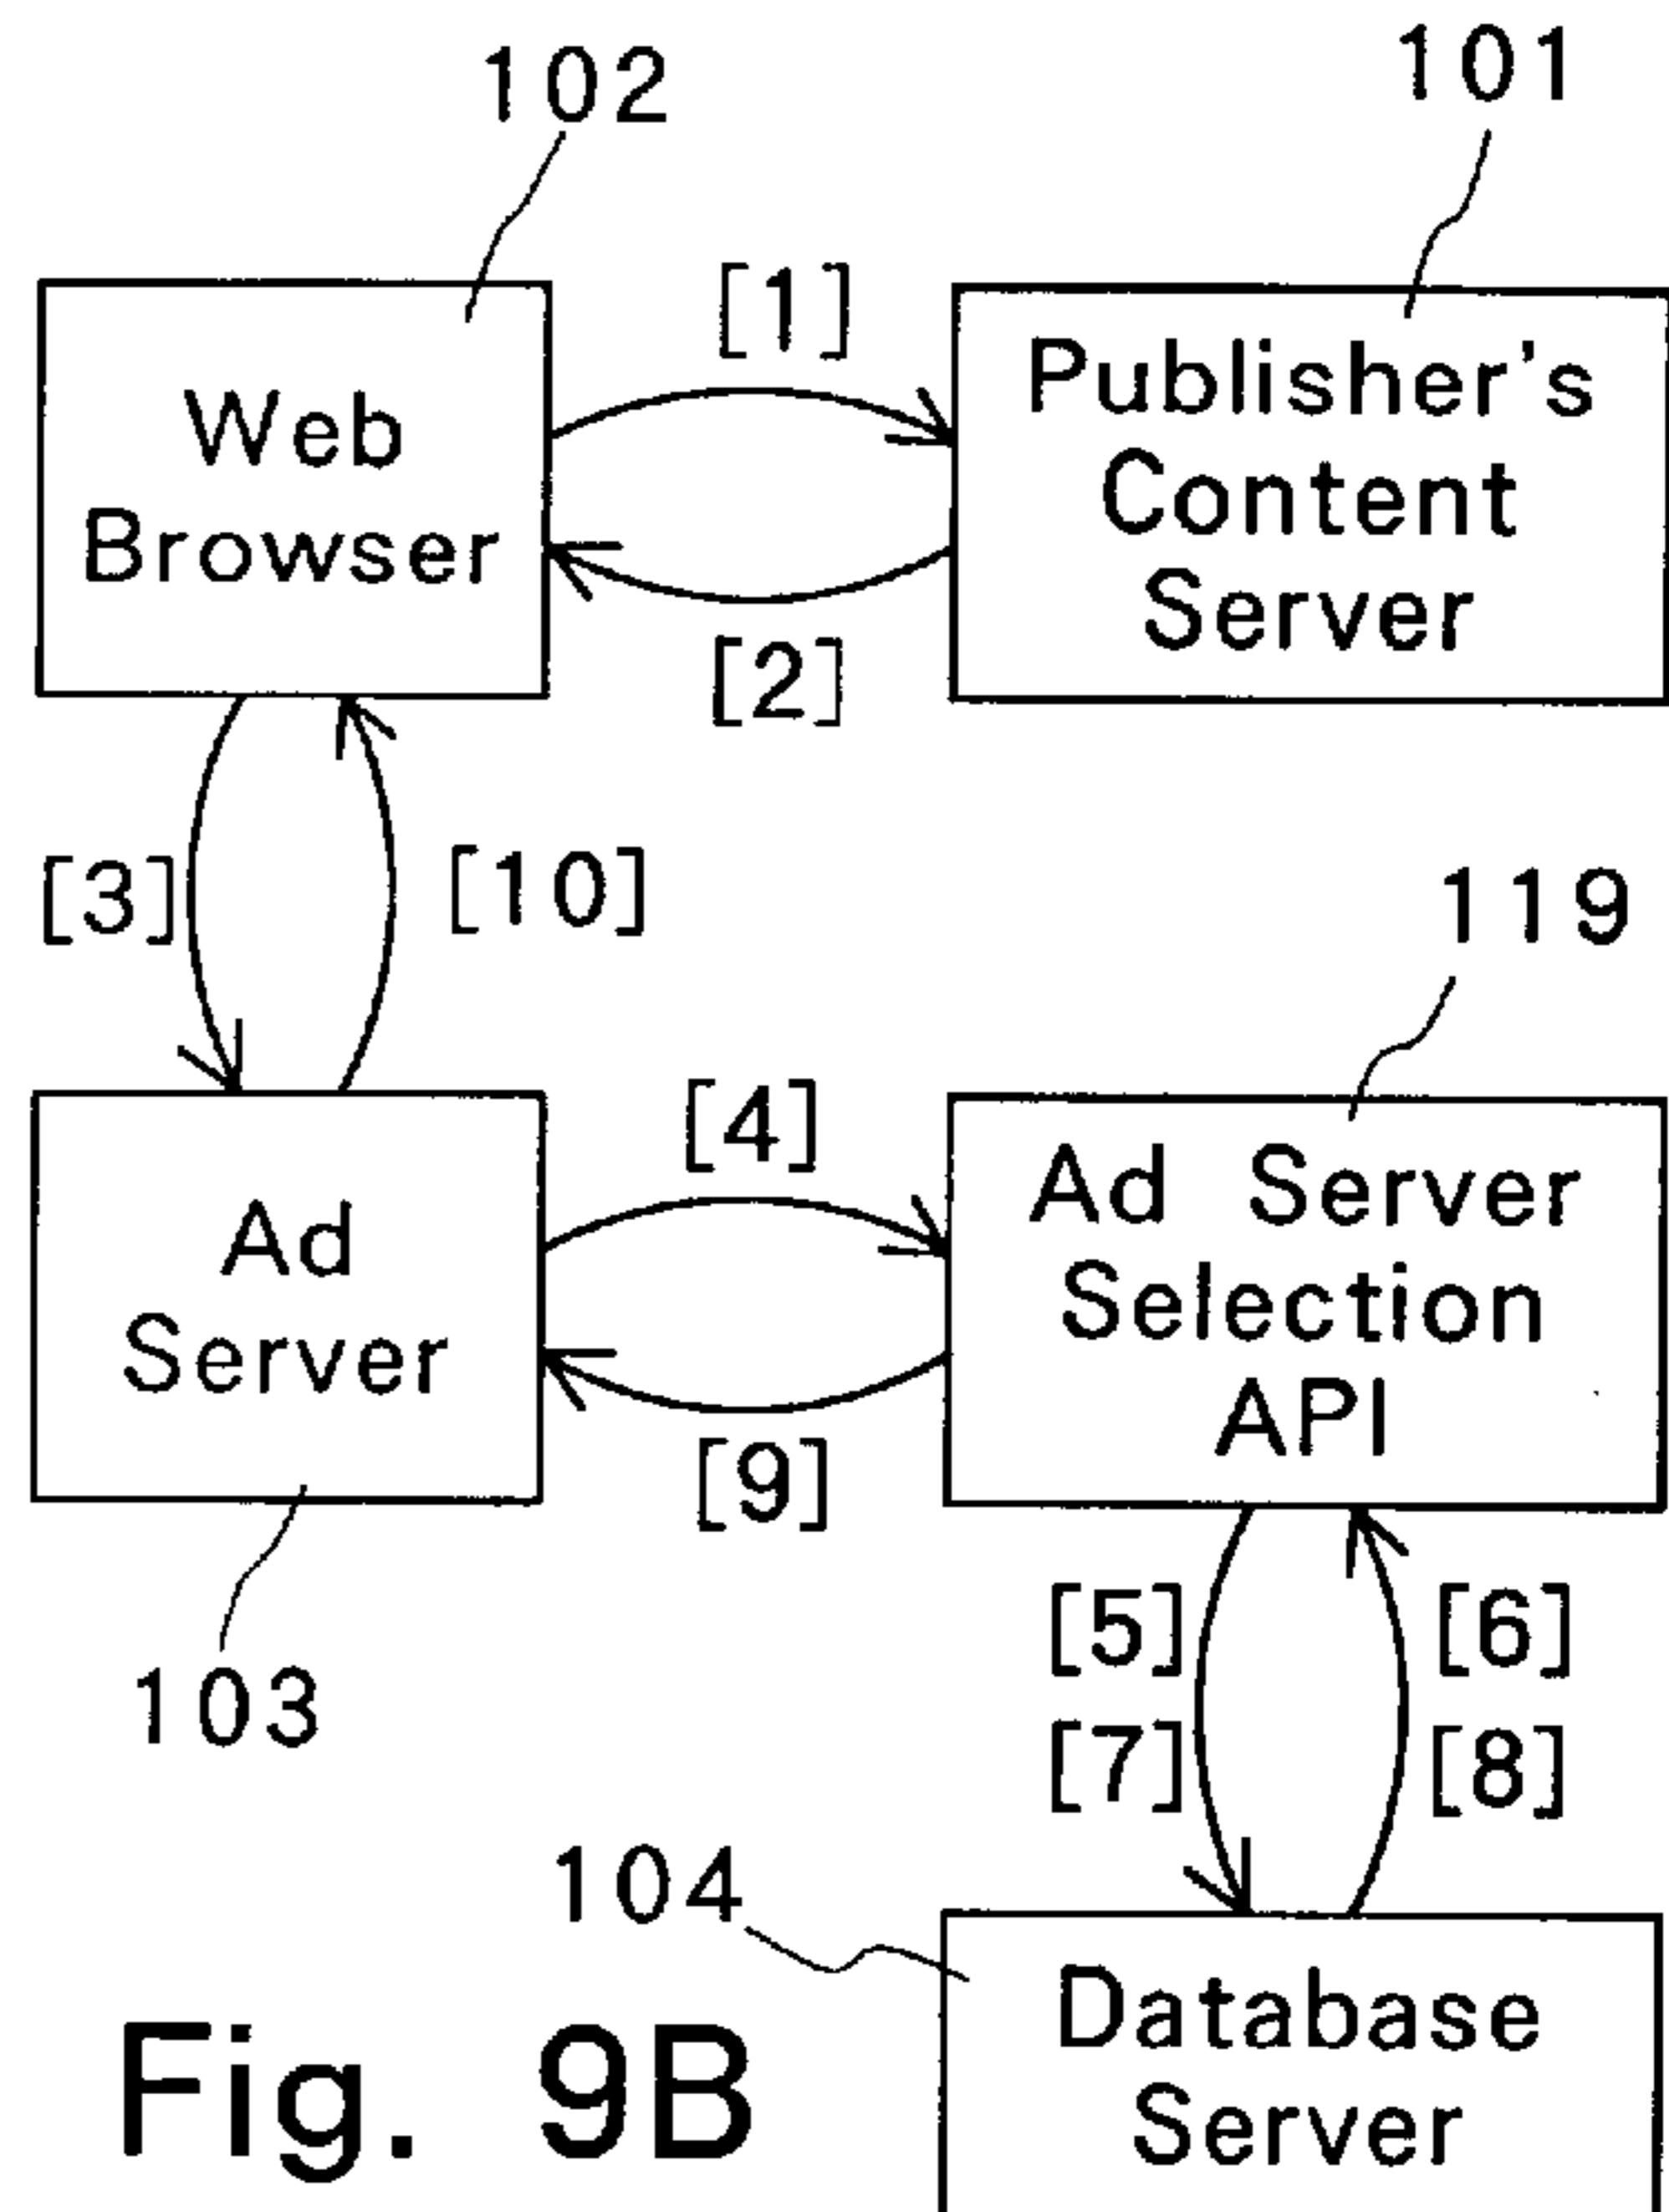 102
101
[1]
Web
Browser
Publisher's
Content
Server
[2]
[3]
[10]
119
[4]
Ad
Server
Ad Server
Selection
API
[9]
103
[5]
[6]
[7]
[8]
104
Database
Server
Fig. 9B